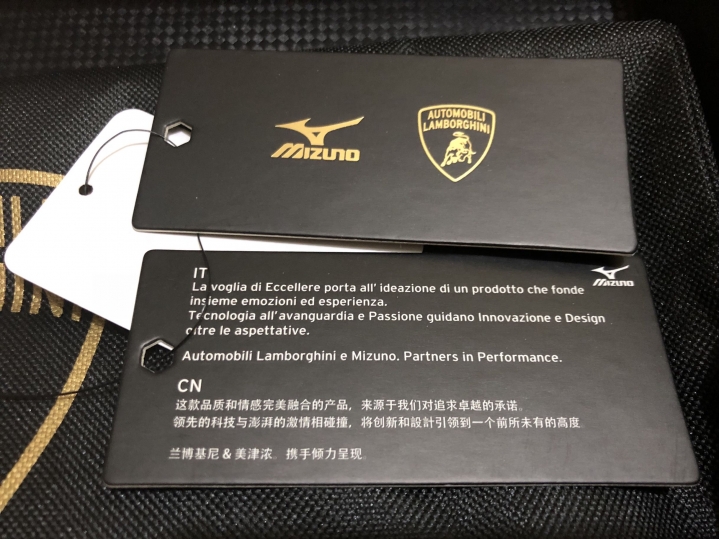 MIZUNO
AUTOMOBILI
LAMBORGHINI
MIZUNO
IT
La voglia di Eccellere porta all' ideazione di un prodotto che fonde
insieme emozioni ed esperienza.
Tecnologia all'avanguardia e Passione guidano Innovazione e Design
oltre le aspettative.
Automobili Lamborghini e Mizuno. Partners in Performance.
CN
这款品质和情感完美融合的产品，来源于我们对追求卓越的承诺。
领先的科技与澎湃的激情相碰撞，将创新和設計引领到一个前所未有的高度
兰博基尼 & 美津浓。携手倾力呈现。